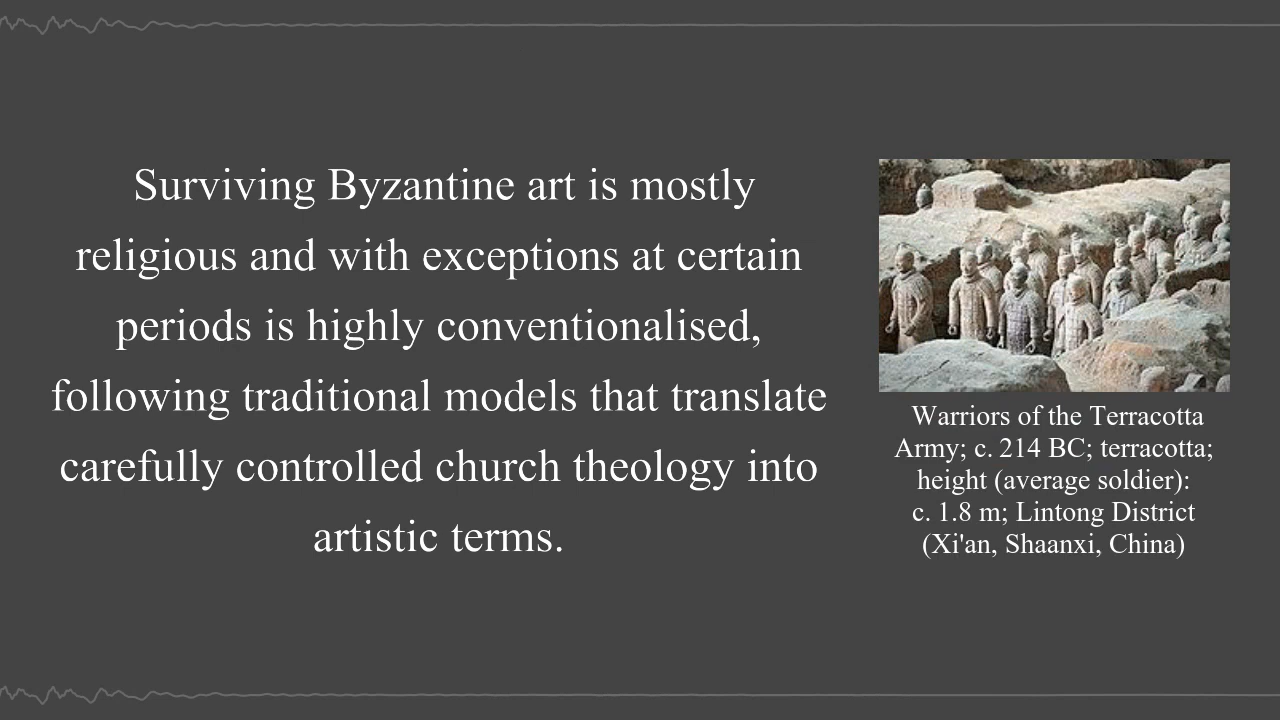 Surviving Byzantine art is mostly
religious and with exceptions at certain
periods is highly conventionalised,
following traditional models that translate
carefully controlled church theology into
artistic terms.
Warriors of the Terracotta
Army; c. 214 BC; terracotta;
height (average soldier):
c. 1.8 m; Lintong District
(Xi'an, Shaanxi, China)